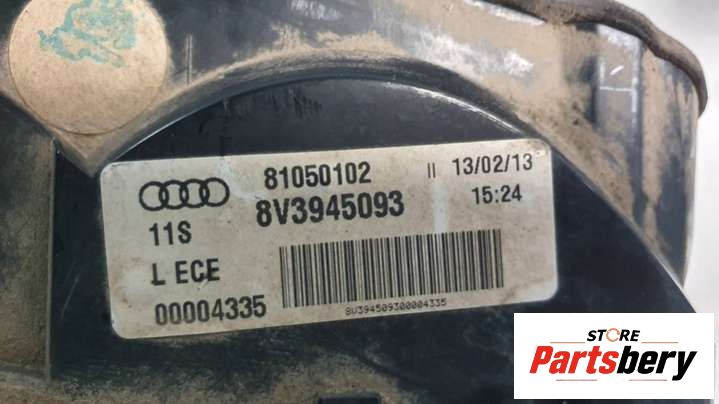 81050102 II 13/02/13
8V3945093 15:24
11S
L ECE
00004335
8V394509300004335
STORE
Partsbery